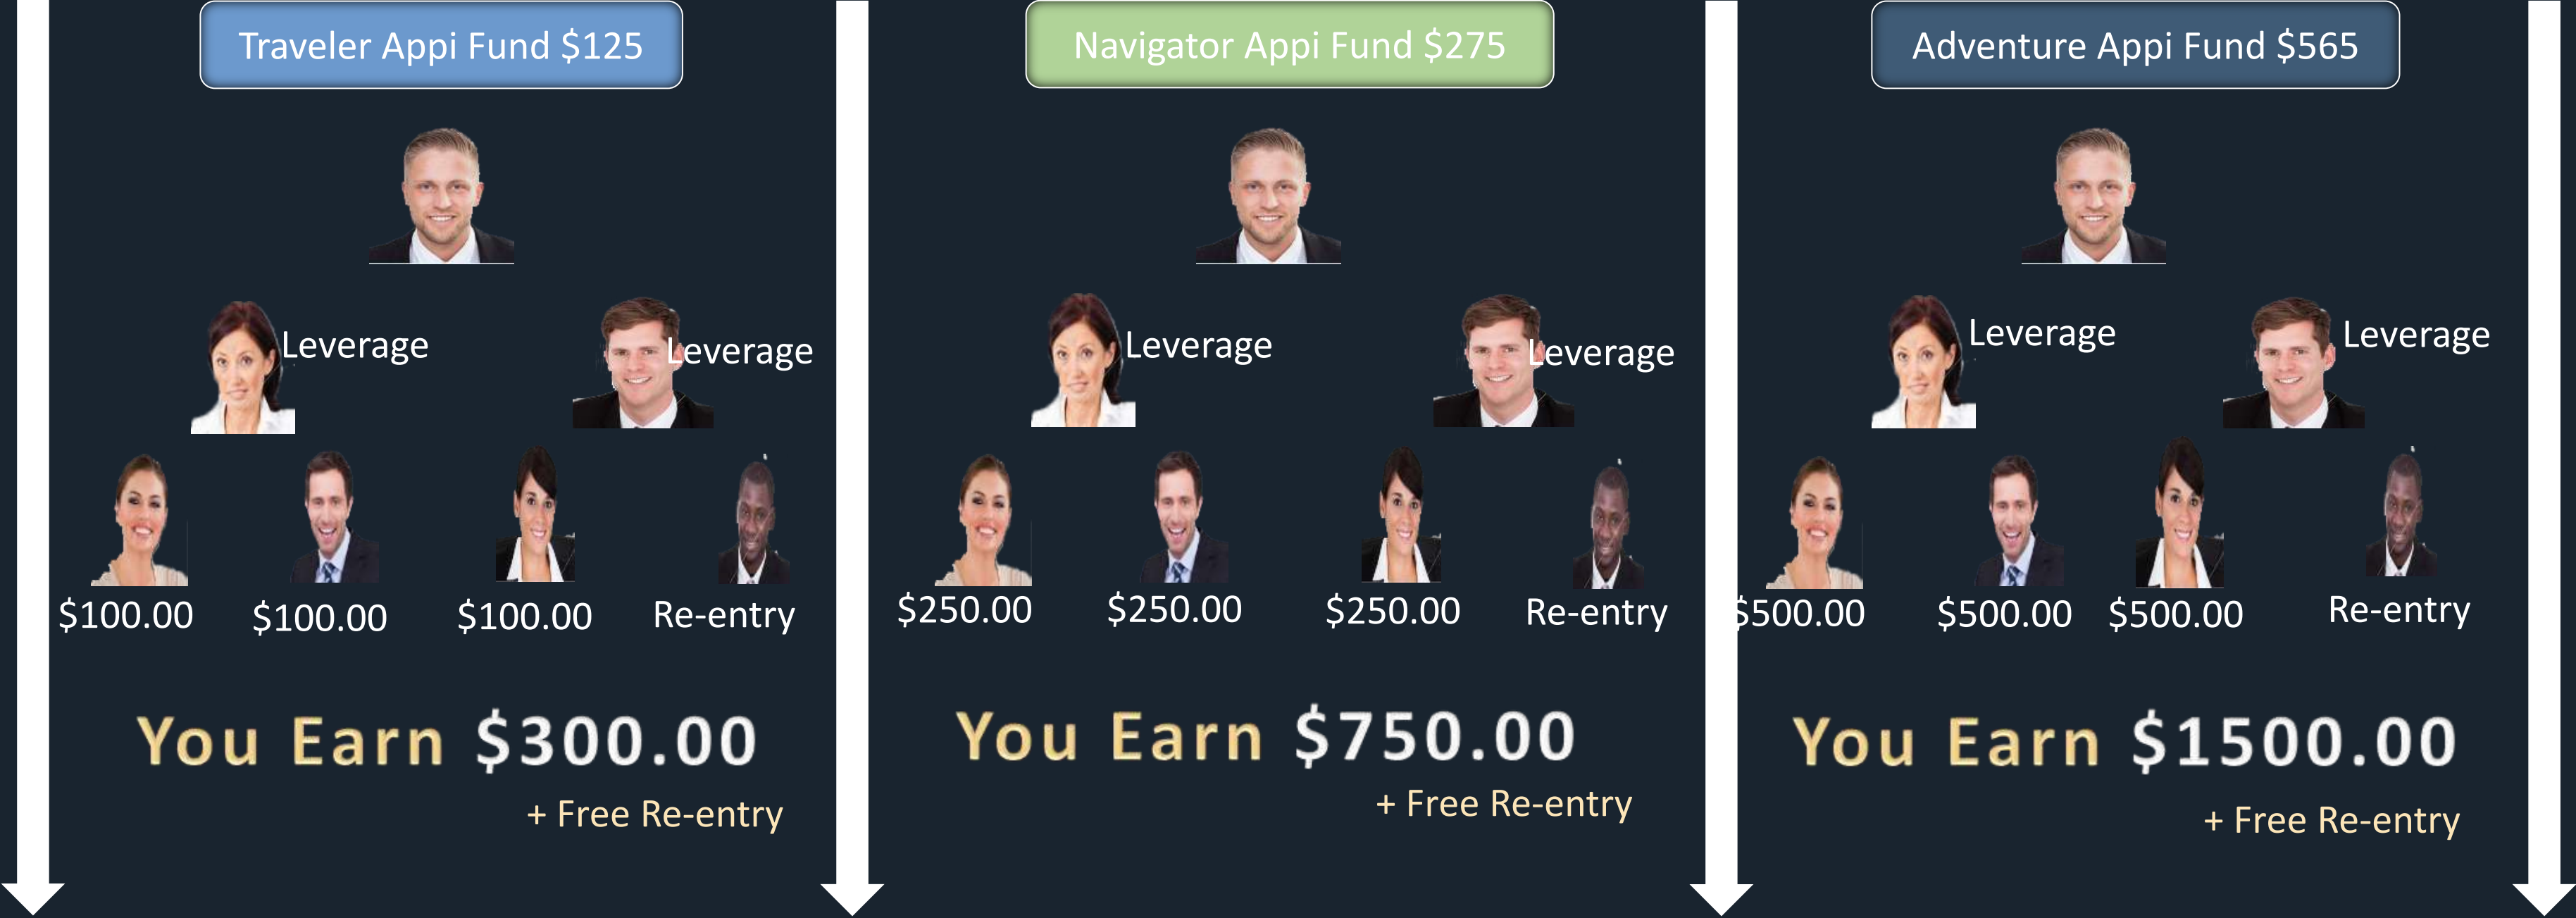 Traveler Appi Fund $125
Leverage
Leverage
$100.00
$100.00
$100.00
Re-entry
You Earn $300.00
+ Free Re-entry
Navigator Appi Fund $275
Leverage
Leverage
$250.00
$250.00
$250.00
Re-entry
You Earn $750.00
+ Free Re-entry
Adventure Appi Fund $565
Leverage
Leverage
$500.00
$500.00
$500.00
Re-entry
You Earn $1500.00
+ Free Re-entry